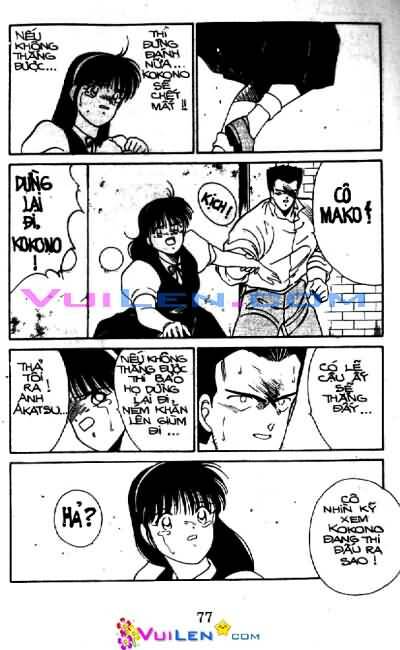 NẾU
KHÔNG
THẮNG
ĐƯỢC...
THÌ
ĐỪNG
ĐÁNH
NỮA...
KOKONO
SẼ
CHẾT
MẤT !!
DỪNG
LẠI
ĐI,
KOKONO
!
KÍCH!
CÔ
MAKO!
VUILEN.COM
THẢ
TÔI
RA !
ANH
AKATSU...
NẾU KHÔNG
THẮNG ĐƯỢC
THÌ BẢO
HỌ DỪNG
LẠI ĐI,
NÉM KHĂN
LÊN GIÙM
ĐI ...
CÓ LẼ
CẬU ẤY
SẼ
THẮNG
ĐẤY...
HẢ?
CÔ
NHÌN KỸ
XEM
KOKONO
ĐANG THI
ĐẤU RA
SAO !
77
VUILEN.COM